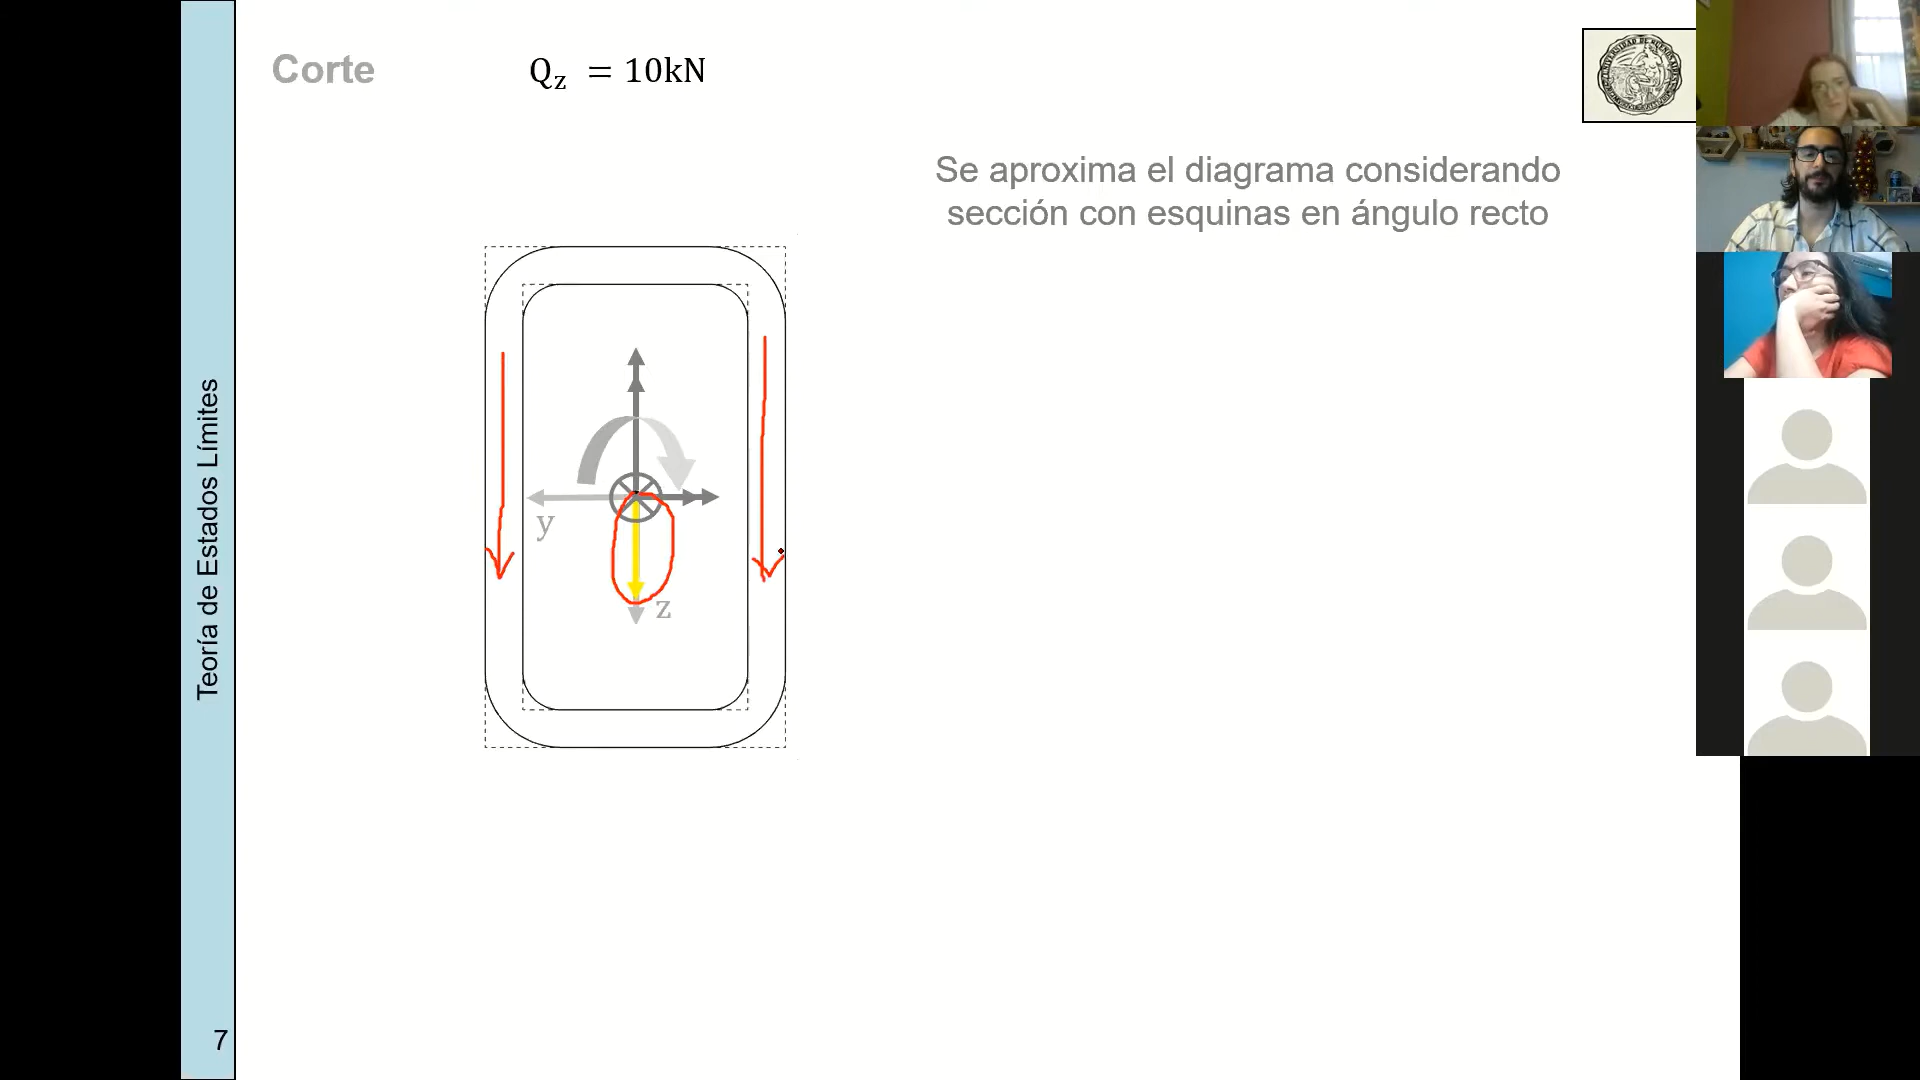 Corte
Q_z = 10kN
Se aproxima el diagrama considerando
sección con esquinas en ángulo recto
y
z
Teoría de Estados Límites
7